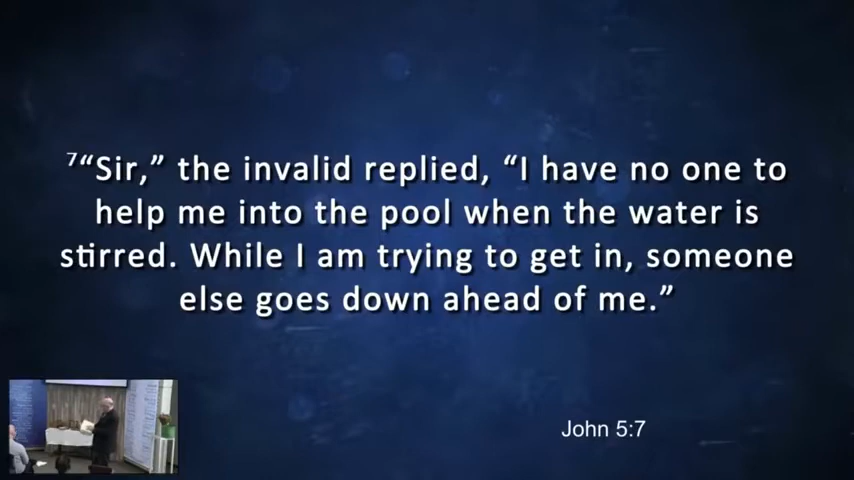 7“Sir,” the invalid replied, “I have no one to
help me into the pool when the water is
stirred. While I am trying to get in, someone
else goes down ahead of me.”
John 5:7